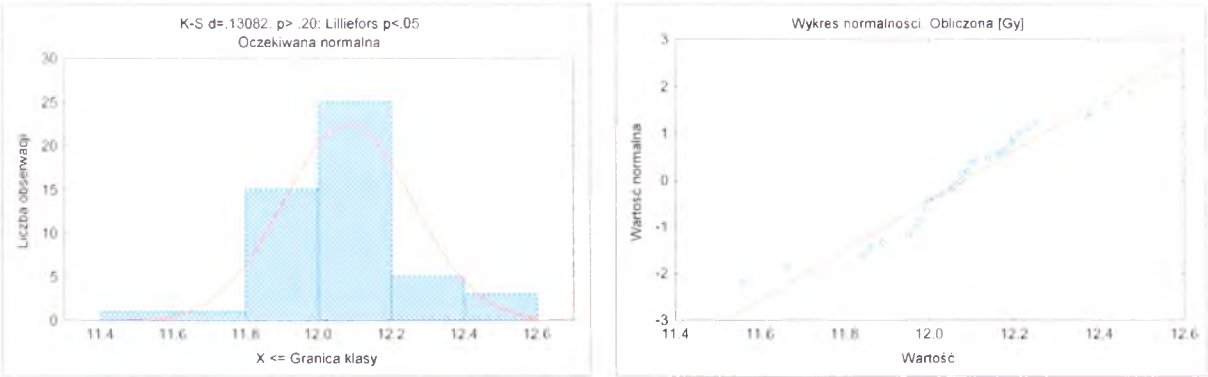 K-S d=,13082, p> .20; Lilliefors p<,05
Oczekiwana normalna
30
25
20
15
10
5
0
Liczba obserwacji
11.4 11.6 11.8 12.0 12.2 12.4 12.6
X <= Granica klasy
Wykres normalności: Obliczona [Gy]
3
2
1
0
-1
-2
-3
Wartość normalna
11.4 11.6 11.8 12.0 12.2 12.4 12.6
Wartość